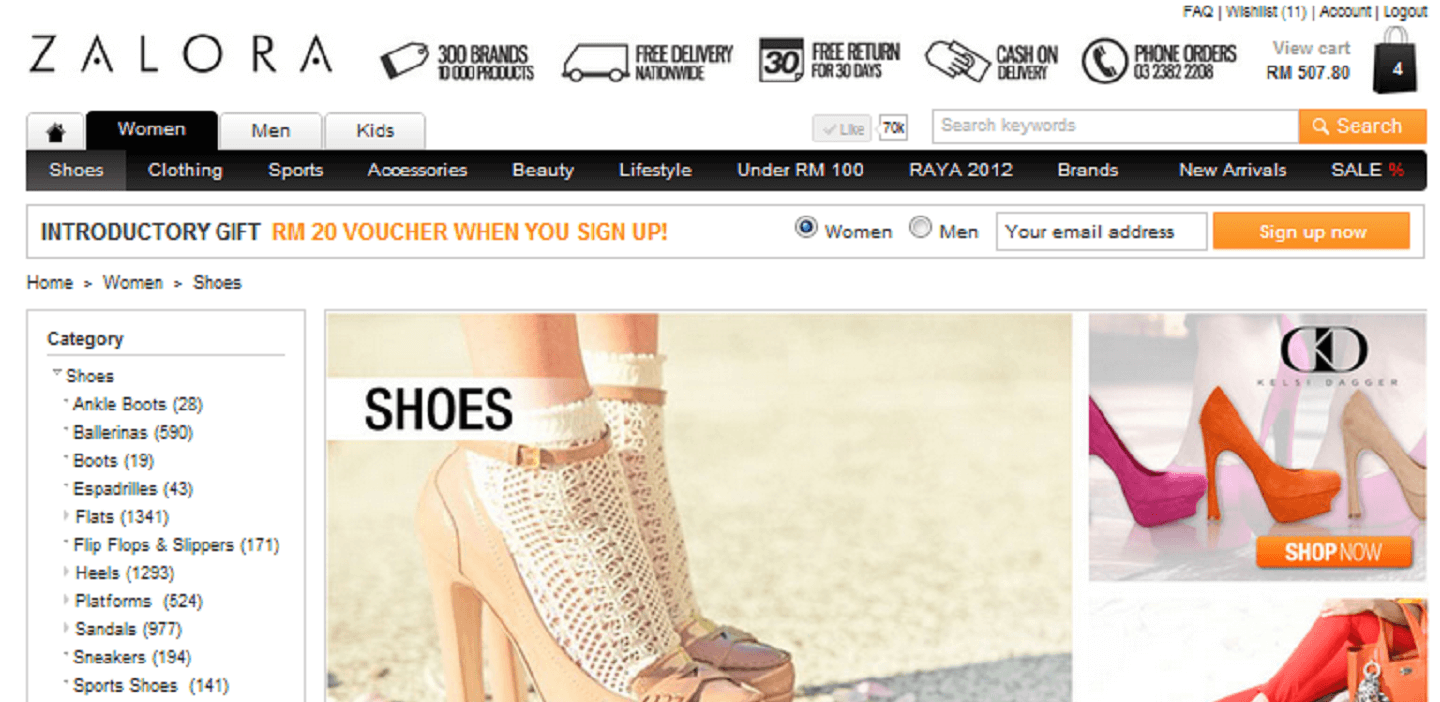 FAQ | Wishlist (11) | Account | Logout
ZALORA
300 BRANDS
10 000 PRODUCTS
FREE DELIVERY
NATIONWIDE
30
FREE RETURN
FOR 30 DAYS
CASH ON
DELIVERY
PHONE ORDERS
03 2382 2208
View cart
RM 507.80
4
Women
Men
Kids
Like
70k
Search keywords
Search
Shoes Clothing Sports Accessories Beauty Lifestyle Under RM 100 RAYA 2012 Brands New Arrivals SALE %
INTRODUCTORY GIFT RM 20 VOUCHER WHEN YOU SIGN UP!
Women Men Your email address Sign up now
Home > Women > Shoes
Category
Shoes
Ankle Boots (28)
Ballerinas (590)
Boots (19)
Espadrilles (43)
Flats (1341)
Flip Flops & Slippers (171)
Heels (1293)
Platforms (524)
Sandals (977)
Sneakers (194)
Sports Shoes (141)
SHOES
KD
KELSI DAGGER
SHOP NOW